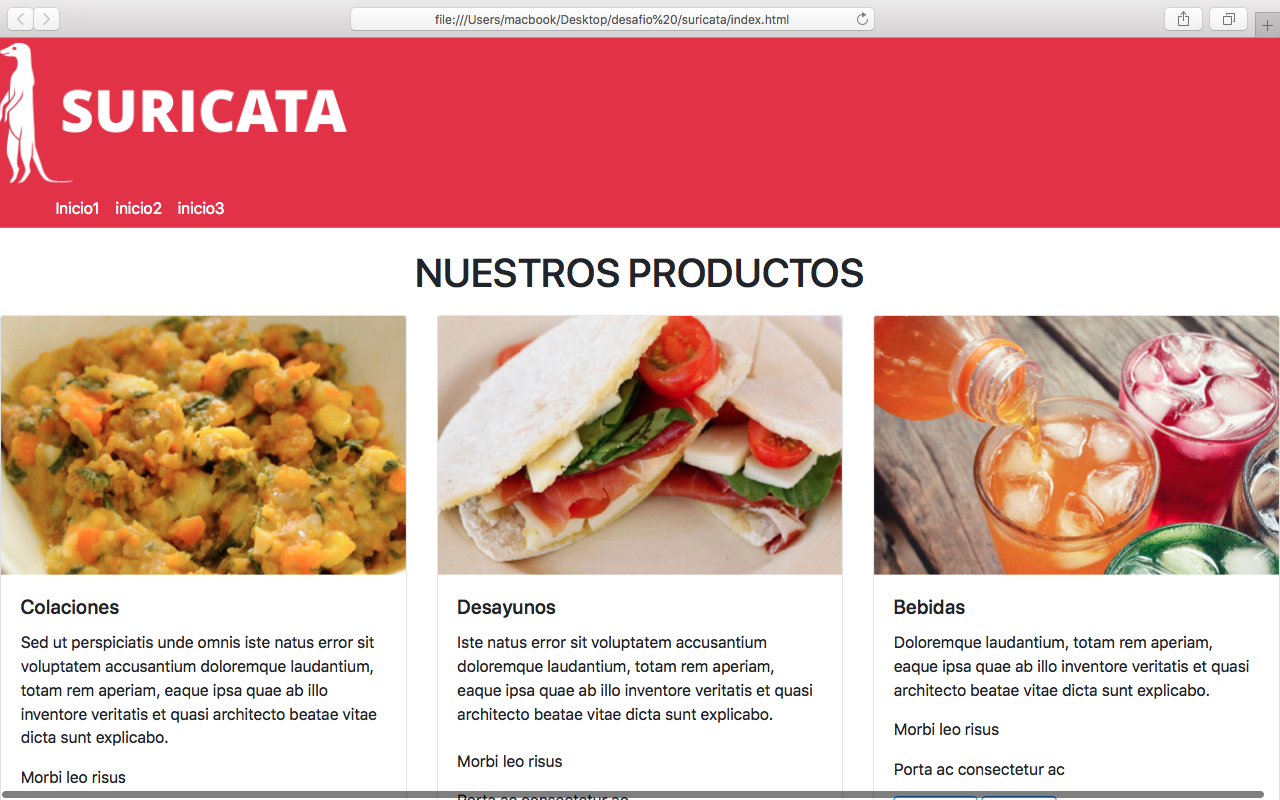 file:///Users/macbook/Desktop/desafio%20/suricata/index.html
SURICATA
Inicio1 inicio2 inicio3
NUESTROS PRODUCTOS
Colaciones
Sed ut perspiciatis unde omnis iste natus error sit
voluptatem accusantium doloremque laudantium,
totam rem aperiam, eaque ipsa quae ab illo
inventore veritatis et quasi architecto beatae vitae
dicta sunt explicabo.
Morbi leo risus
Desayunos
Iste natus error sit voluptatem accusantium
doloremque laudantium, totam rem aperiam,
eaque ipsa quae ab illo inventore veritatis et quasi
architecto beatae vitae dicta sunt explicabo.
Morbi leo risus
Porta ac consectetur ac
Bebidas
Doloremque laudantium, totam rem aperiam,
eaque ipsa quae ab illo inventore veritatis et quasi
architecto beatae vitae dicta sunt explicabo.
Morbi leo risus
Porta ac consectetur ac